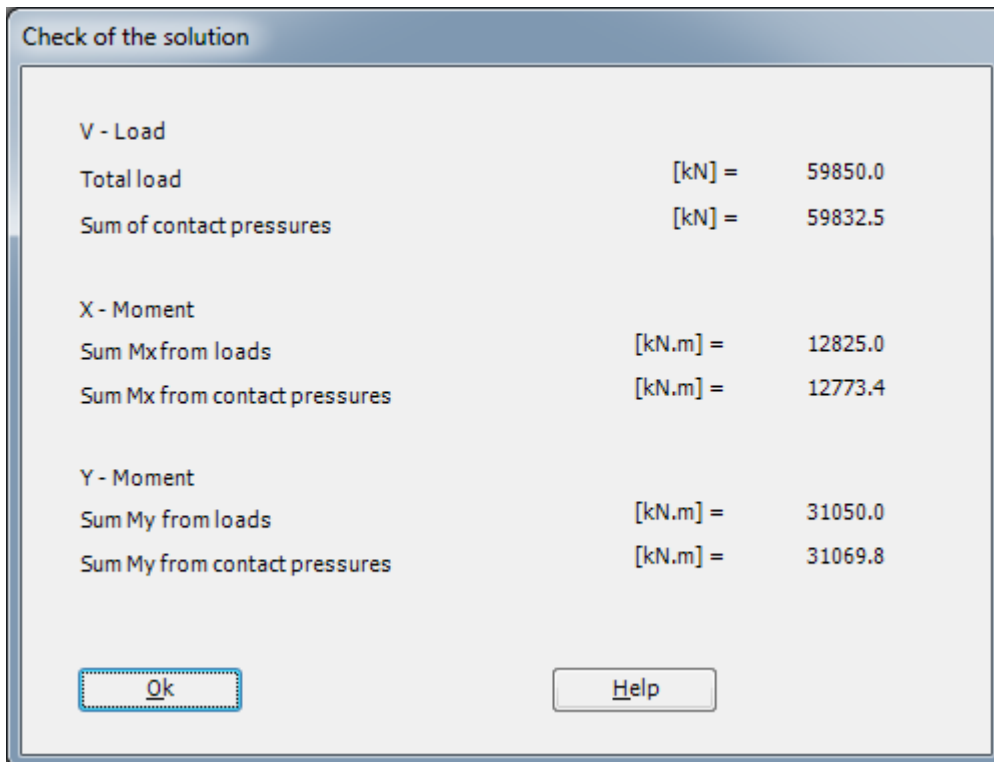 Check of the solution
V - Load
Total load [kN] = 59850.0
Sum of contact pressures [kN] = 59832.5
X - Moment
Sum Mx from loads [kN.m] = 12825.0
Sum Mx from contact pressures [kN.m] = 12773.4
Y - Moment
Sum My from loads [kN.m] = 31050.0
Sum My from contact pressures [kN.m] = 31069.8
Ok Help